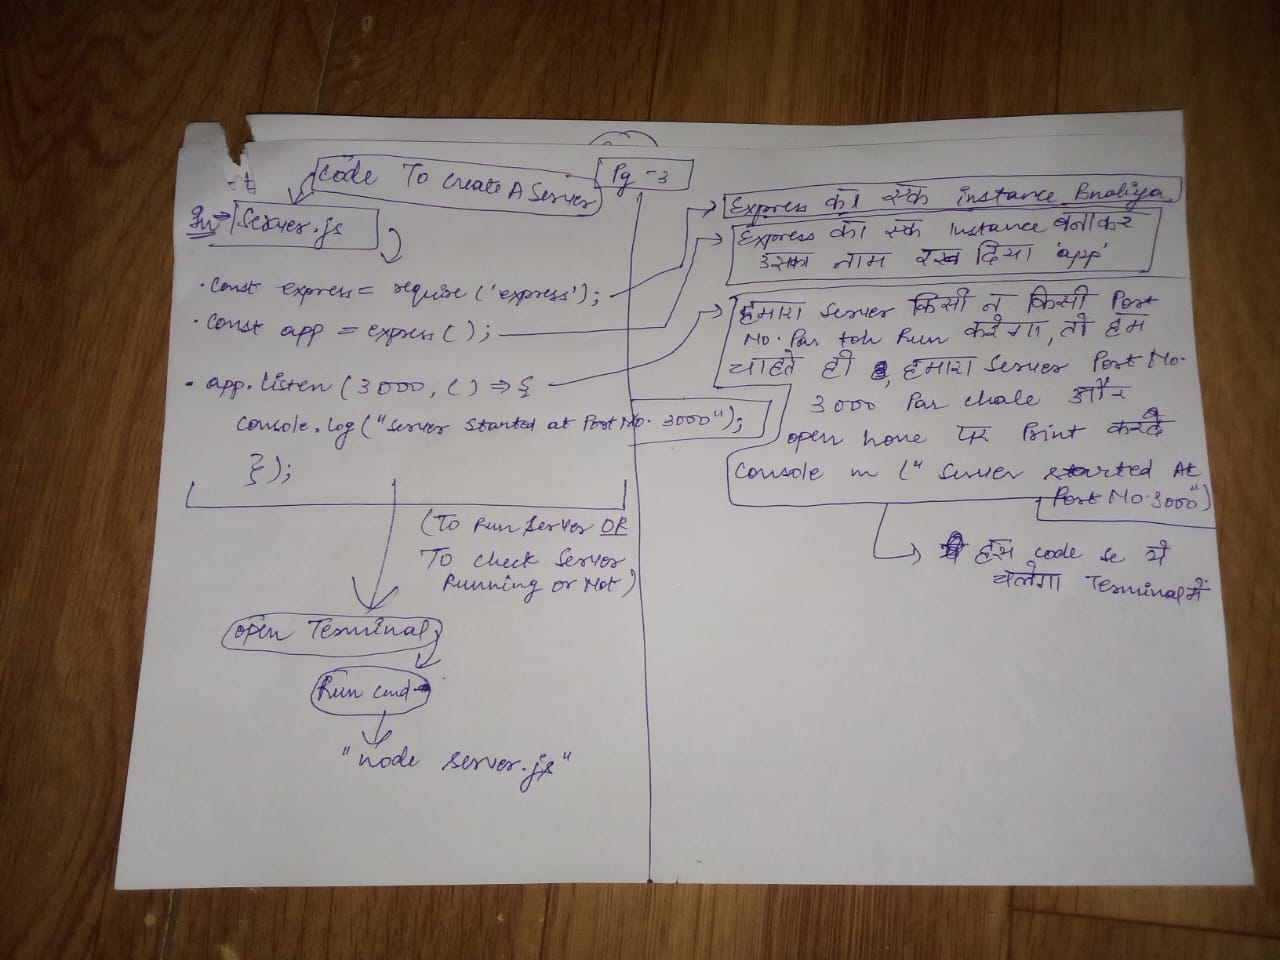 Code To Create A Server
Pg-3
In → Server.js
• const express = require('express');
• const app = express();
• app.listen(3000, () => {
console.log("Server Started at Port No. 3000");
});
(To Run Server OR
To check Server
Running or Not)
open Terminal
Run cmd
"node server.js"
Express का एक instance Bnaliya
Express का एक Instance बनाकर
उसका नाम रख दिया 'app'
हमारा Server किसी न किसी Port
No. Par toh Run करेगा, तो हम
चाहते ही, हमारा Server Port No.
3000 Par chale और
open hone पर Print करदे
Console m (" Server started At
Port No. 3000")
इस code se ये
चलेगा Terminal में